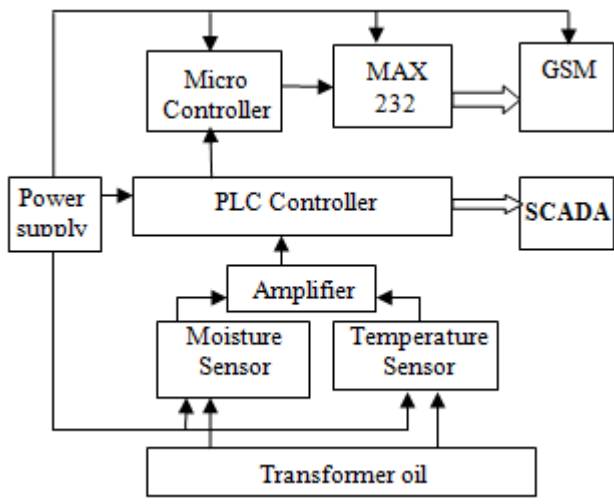 Micro
Controller
MAX
232
GSM
Power
supply
PLC Controller
SCADA
Amplifier
Moisture
Sensor
Temperature
Sensor
Transformer oil